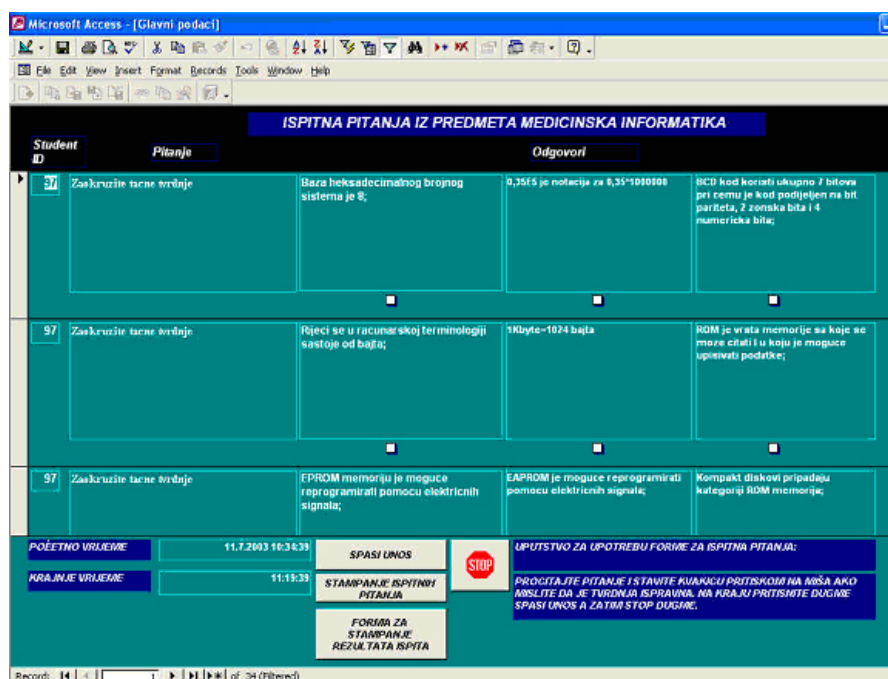 Microsoft Access - [Glavni podaci]
File Edit View Insert Format Records Tools Window Help
ISPITNA PITANJA IZ PREDMETA MEDICINSKA INFORMATIKA
Student ID
Pitanje
Odgovori
97
Zaokruzite tacne tvrdnje
Baza heksadecimalnog brojnog
sistema je 8;
0,35E5 je notacija za 0,35*1000000
BCD kod koristi ukupno 7 bitova
pri cemu je kod podijeljen na bit
pariteta, 2 zonska bita i 4
numericka bita;
97
Zaokruzite tacne tvrdnje
Rijeci se u racunarskoj terminologiji
sastoje od bajta;
1Kbyte=1024 bajta
ROM je vrsta memorije sa koje se
moze citati i u koju je moguce
upisivati podatke;
97
Zaokruzite tacne tvrdnje
EPROM memoriju je moguce
reprogramirati pomocu elektricnih
signala;
EAPROM je moguce reprogramirati
pomocu elektricnih signala;
Kompakt diskovi pripadaju
kategoriji ROM memorija;
POČETNO VRIJEME
11.7.2003 10:34:39
KRAJNJE VRIJEME
11:19:39
SPASI UNOS
STAMPANJE ISPITNIH
PITANJA
FORMA ZA
STAMPANJE
REZULTATA ISPITA
STOP
UPUTSTVO ZA UPOTREBU FORME ZA ISPITNA PITANJA:
PROCITAJTE PITANJE I STAVITE KVAKICU PRITISKOM NA MIŠA AKO
MISLITE DA JE TVRDNJA ISPRAVNA. NA KRAJU PRITISNITE DUGME
SPASI UNOS A ZATIM STOP DUGME.
Record: 1 of 34 (Filtered)